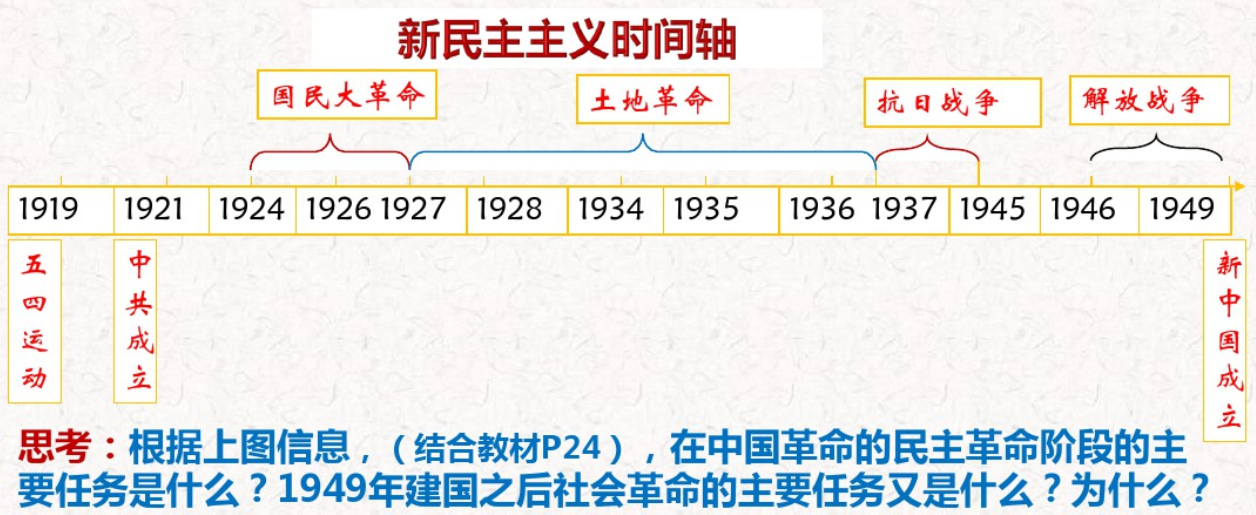 新民主主义时间轴
国民大革命
土地革命
抗日战争
解放战争
1919 1921 1924 1926 1927 1928 1934 1935 1936 1937 1945 1946 1949
五四运动
中共成立
新中国成立
思考：根据上图信息，（结合教材P24），在中国革命的民主革命阶段的主
要任务是什么？1949年建国之后社会革命的主要任务又是什么？为什么？